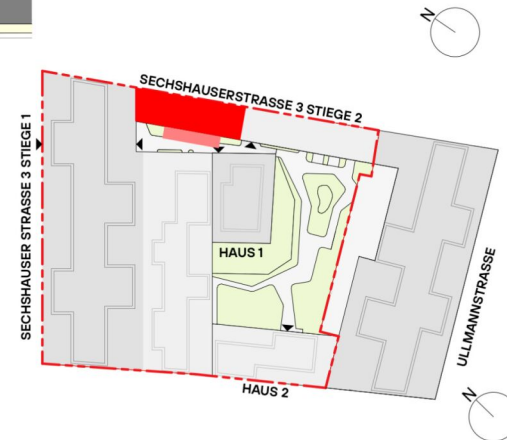 N
SECHSHAUSERSTRASSE 3 STIEGE 2
SECHSHAUSER STRASSE 3 STIEGE 1
HAUS 1
ULLMANNSTRASSE
HAUS 2
N